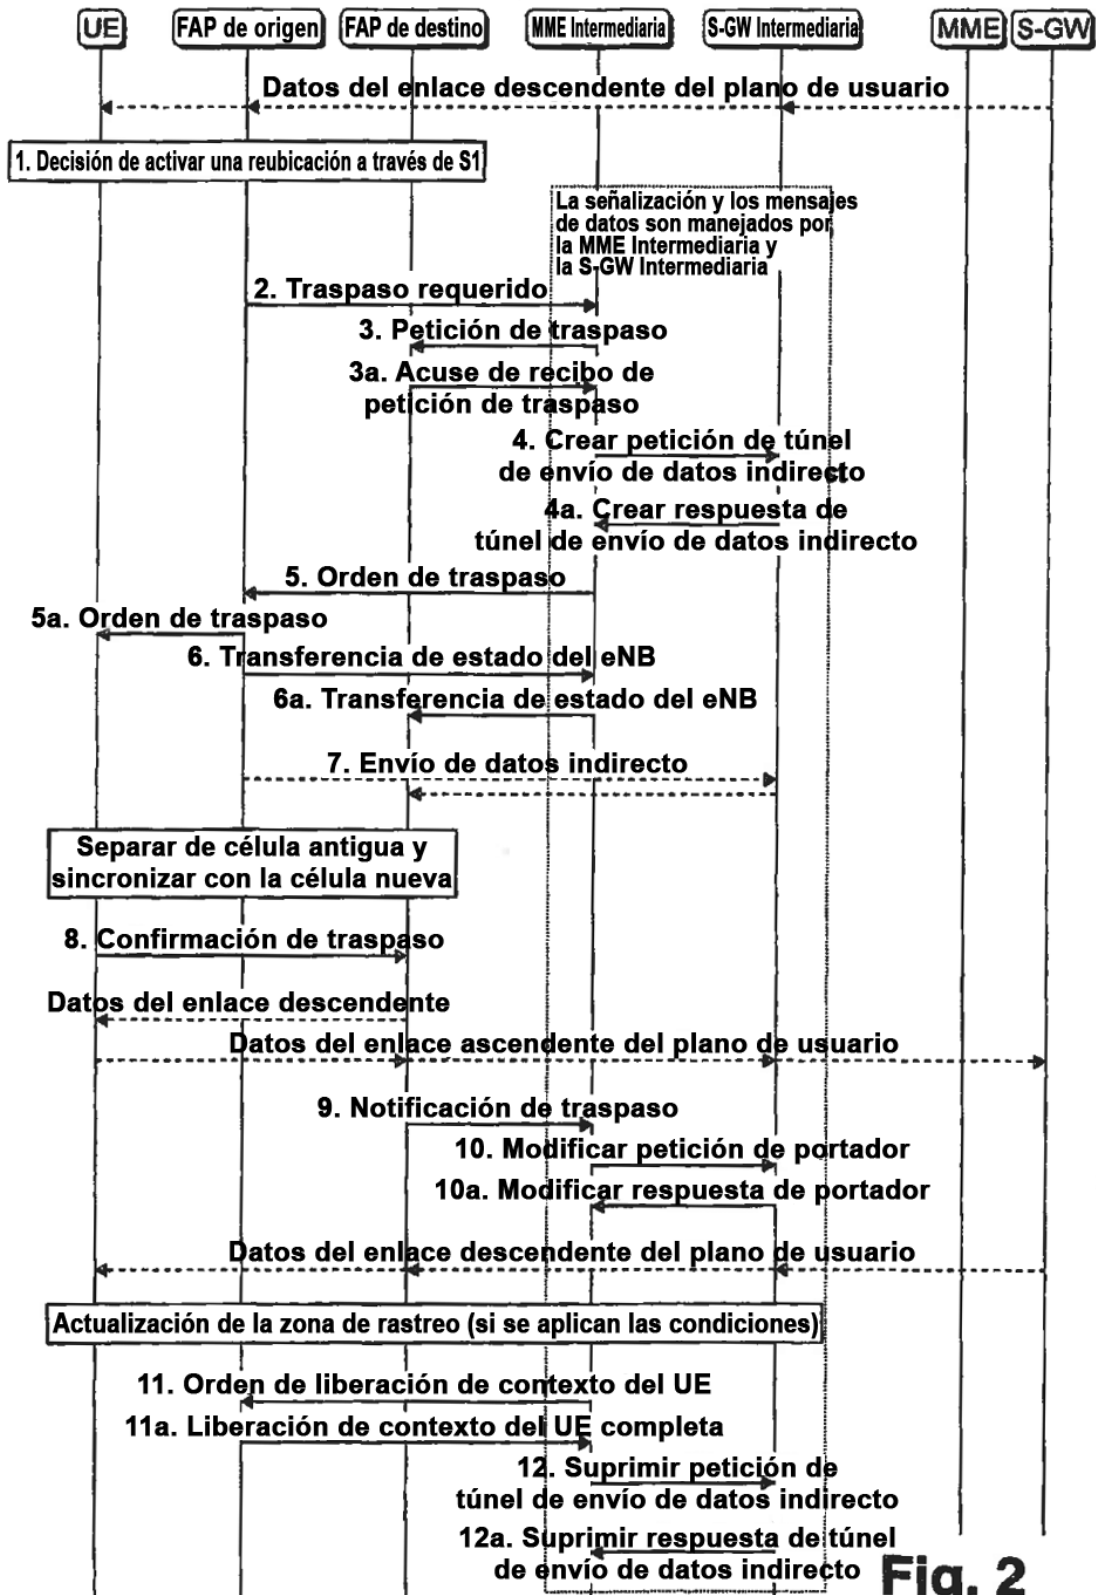 UE FAP de origen FAP de destino MME Intermediaria S-GW Intermediaria MME S-GW
Datos del enlace descendente del plano de usuario
1. Decisión de activar una reubicación a través de S1
La señalización y los mensajes
de datos son manejados por
la MME Intermediaria y
la S-GW Intermediaria
2. Traspaso requerido
3. Petición de traspaso
3a. Acuse de recibo de
petición de traspaso
4. Crear petición de túnel
de envío de datos indirecto
4a. Crear respuesta de
túnel de envío de datos indirecto
5. Orden de traspaso
5a. Orden de traspaso
6. Transferencia de estado del eNB
6a. Transferencia de estado del eNB
7. Envío de datos indirecto
Separar de célula antigua y
sincronizar con la célula nueva
8. Confirmación de traspaso
Datos del enlace descendente
Datos del enlace ascendente del plano de usuario
9. Notificación de traspaso
10. Modificar petición de portador
10a. Modificar respuesta de portador
Datos del enlace descendente del plano de usuario
Actualización de la zona de rastreo (si se aplican las condiciones)
11. Orden de liberación de contexto del UE
11a. Liberación de contexto del UE completa
12. Suprimir petición de
túnel de envío de datos indirecto
12a. Suprimir respuesta de túnel
de envío de datos indirecto
Fig. 2